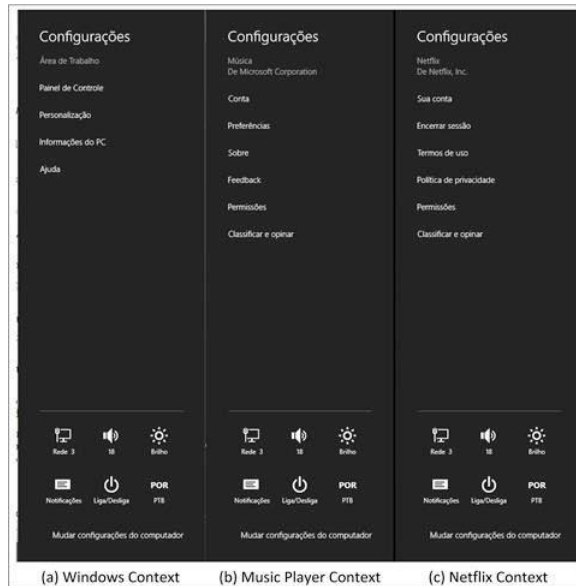 Configurações
Área de Trabalho
Painel de Controle
Personalização
Informações do PC
Ajuda
Rede 3
18
Brilho
Notificações
Liga/Desliga
POR
PTB
Mudar configurações do computador
(a) Windows Context
Configurações
Música
De Microsoft Corporation
Conta
Preferências
Sobre
Feedback
Permissões
Classificar e opinar
Rede 3
18
Brilho
Notificações
Liga/Desliga
POR
PTB
Mudar configurações do computador
(b) Music Player Context
Configurações
Netflix
De Netflix, Inc.
Sua conta
Encerrar sessão
Termos de uso
Política de privacidade
Permissões
Classificar e opinar
Rede 3
18
Brilho
Notificações
Liga/Desliga
POR
PTB
Mudar configurações do computador
(c) Netflix Context